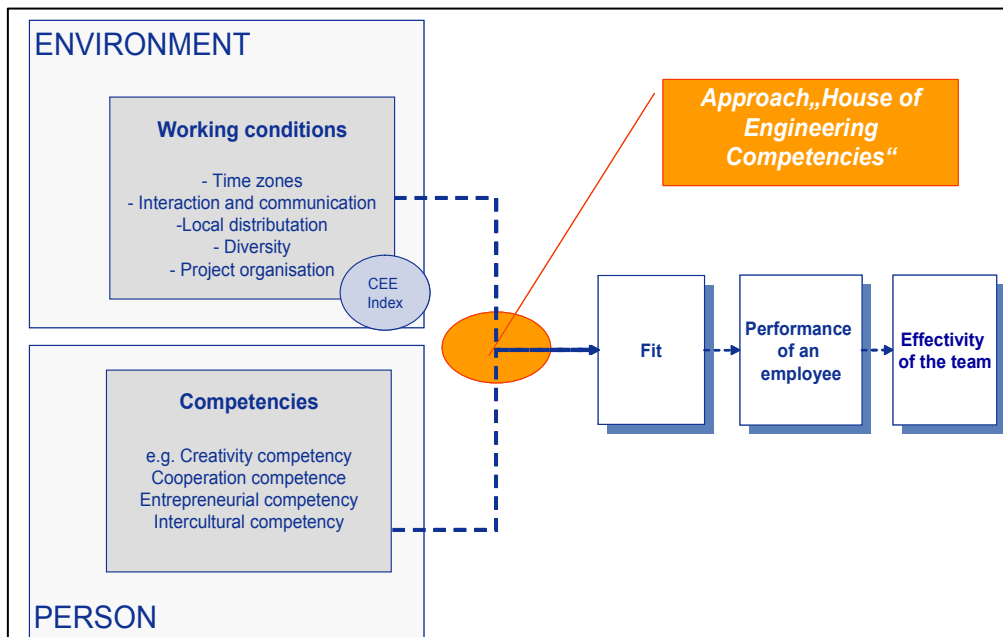 ENVIRONMENT
Working conditions
- Time zones
- Interaction and communication
-Local distributation
- Diversity
- Project organisation
CEE
Index
Approach„House of
Engineering
Competencies“
Fit
Performance
of an
employee
Effectivity
of the team
Competencies
e.g. Creativity competency
Cooperation competence
Entrepreneurial competency
Intercultural competency
PERSON